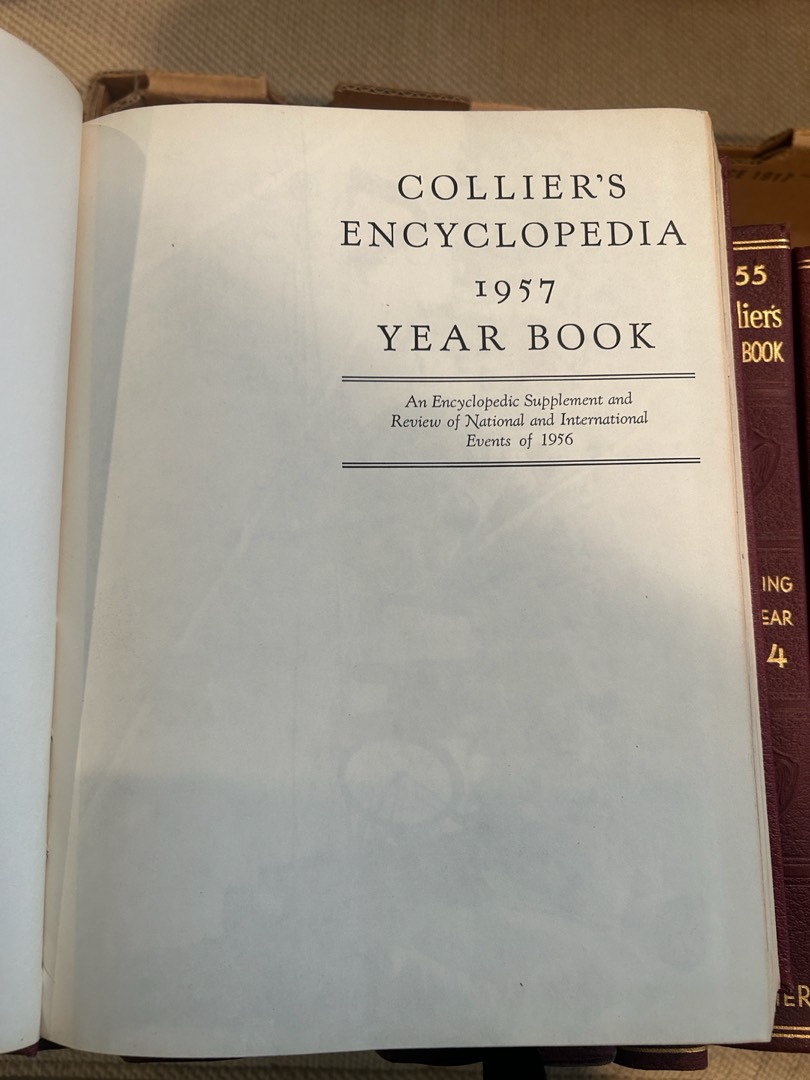 COLLIER'S
ENCYCLOPEDIA
1957
YEAR BOOK
An Encyclopedic Supplement and
Review of National and International
Events of 1956
55
lier's
BOOK
ING
EAR
4
ER